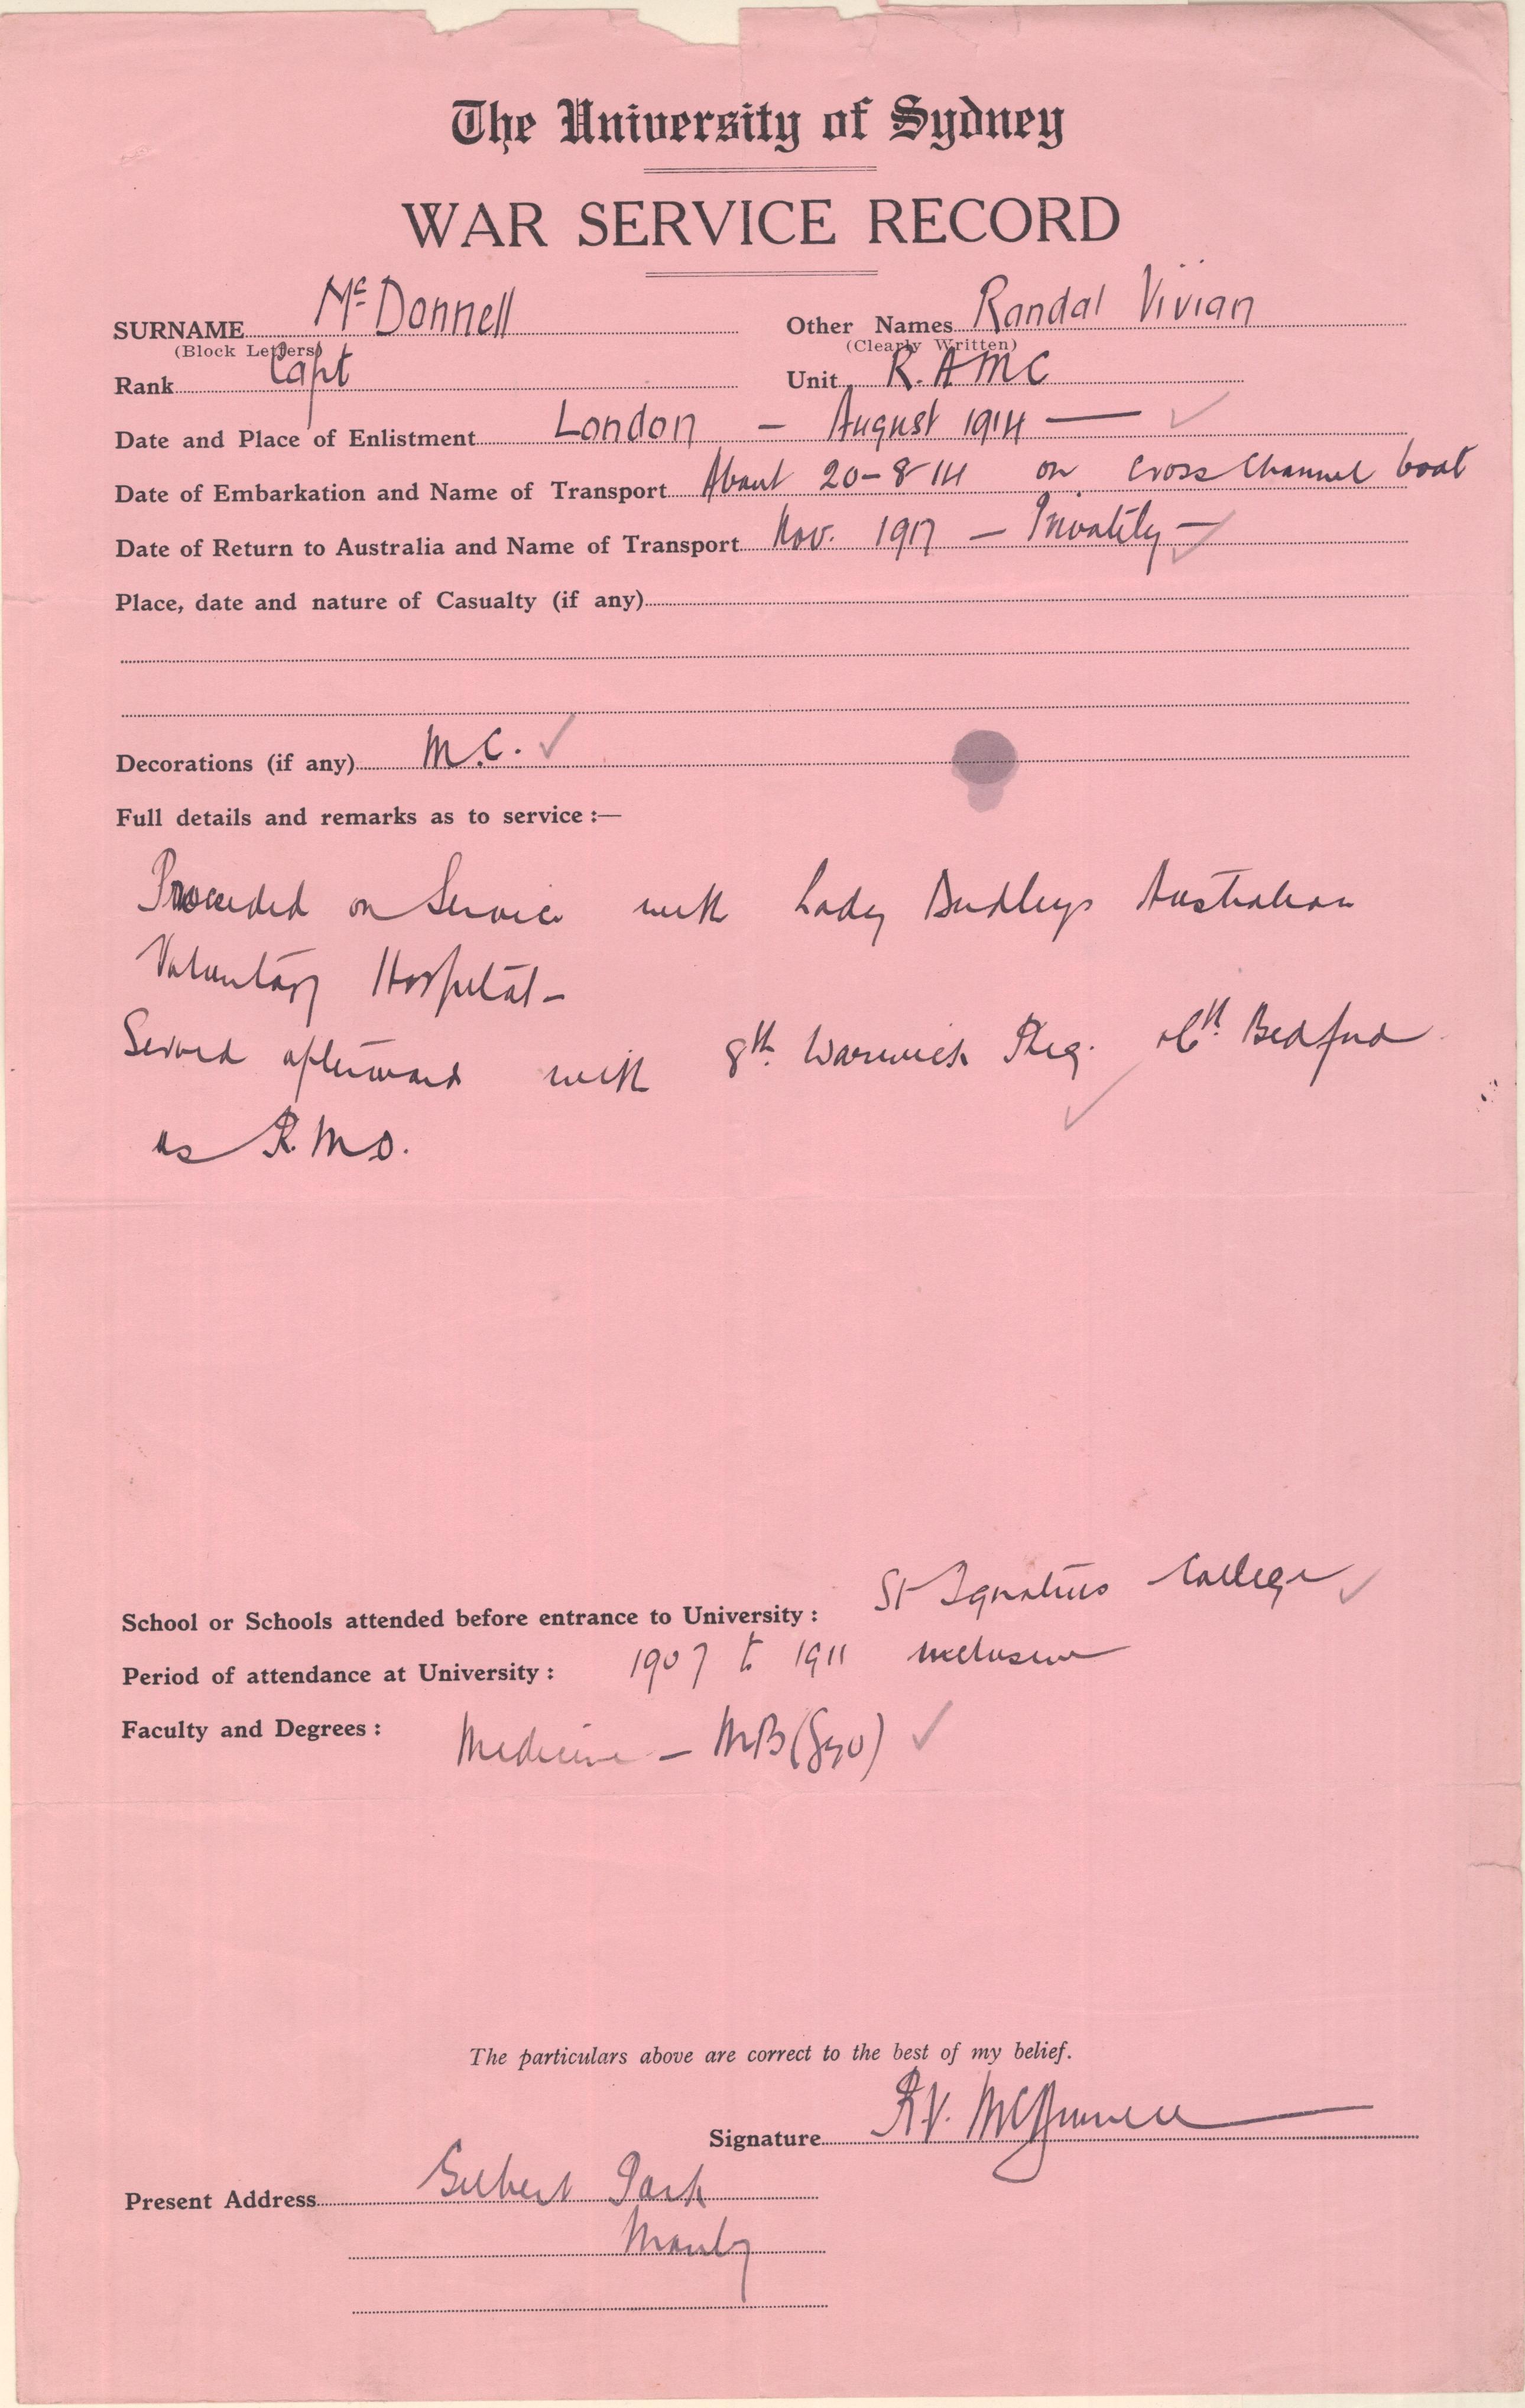 The University of Sydney
WAR SERVICE RECORD
SURNAME McDonnell Other Names Randal Vivian
(Block Letters) (Clearly Written)
Rank Capt Unit R.AMC
Date and Place of Enlistment London - August 1914 —
Date of Embarkation and Name of Transport About 20-8-14 on cross Channel boat
Date of Return to Australia and Name of Transport Nov. 1917 - Privately -
Place, date and nature of Casualty (if any)
Decorations (if any) M.C.
Full details and remarks as to service :—
Proceeded on Service with Lady Dudleys Australian
Voluntary Hospital -
Served afterward with 8th Warwick Reg. Bedford
as R.M.O.
School or Schools attended before entrance to University : St Ignatius College
Period of attendance at University : 1907 to 1911 inclusive
Faculty and Degrees : Medicine - MB (Syd)
The particulars above are correct to the best of my belief.
Signature R.V. McDonnell
Present Address Gilbert Park
Manly